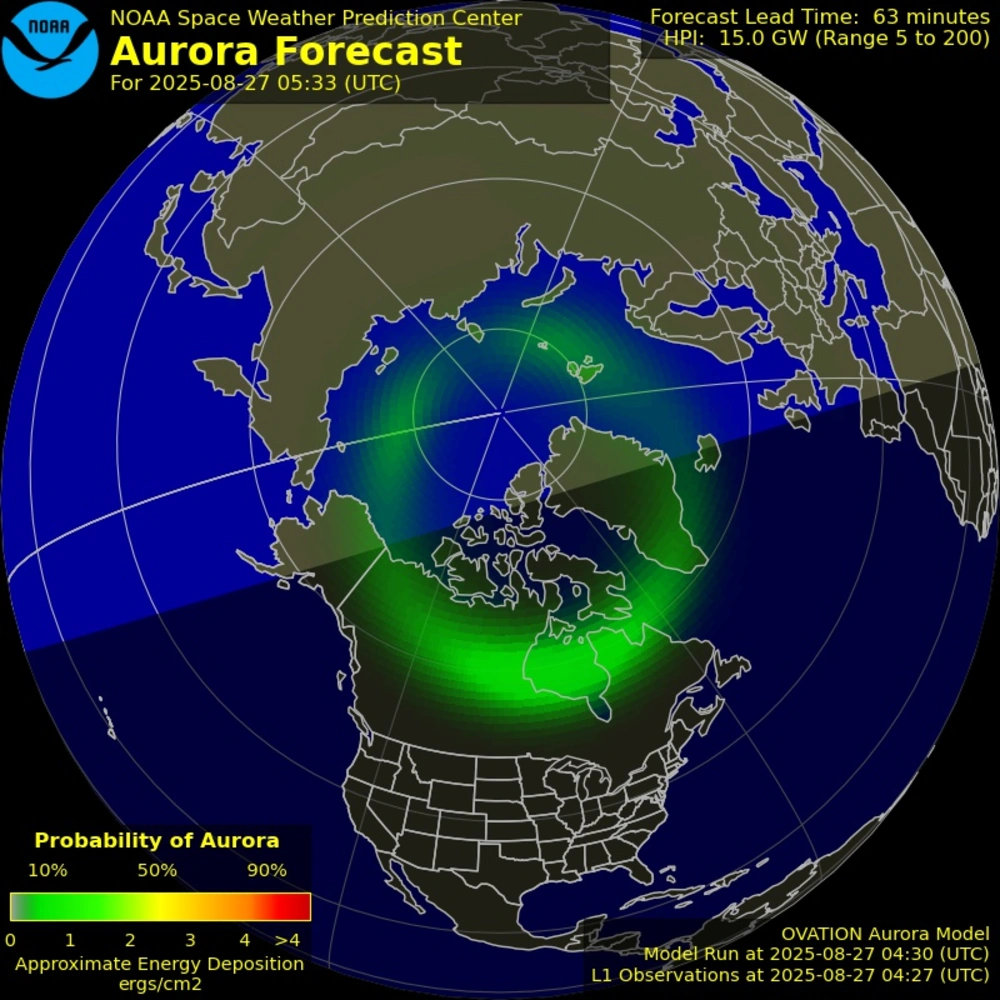 NOAA
NOAA Space Weather Prediction Center
Aurora Forecast
For 2025-08-27 05:33 (UTC)
Forecast Lead Time: 63 minutes
HPI: 15.0 GW (Range 5 to 200)
Probability of Aurora
10% 50% 90%
0 1 2 3 4 >4
Approximate Energy Deposition
ergs/cm2
OVATION Aurora Model
Model Run at 2025-08-27 04:30 (UTC)
L1 Observations at 2025-08-27 04:27 (UTC)